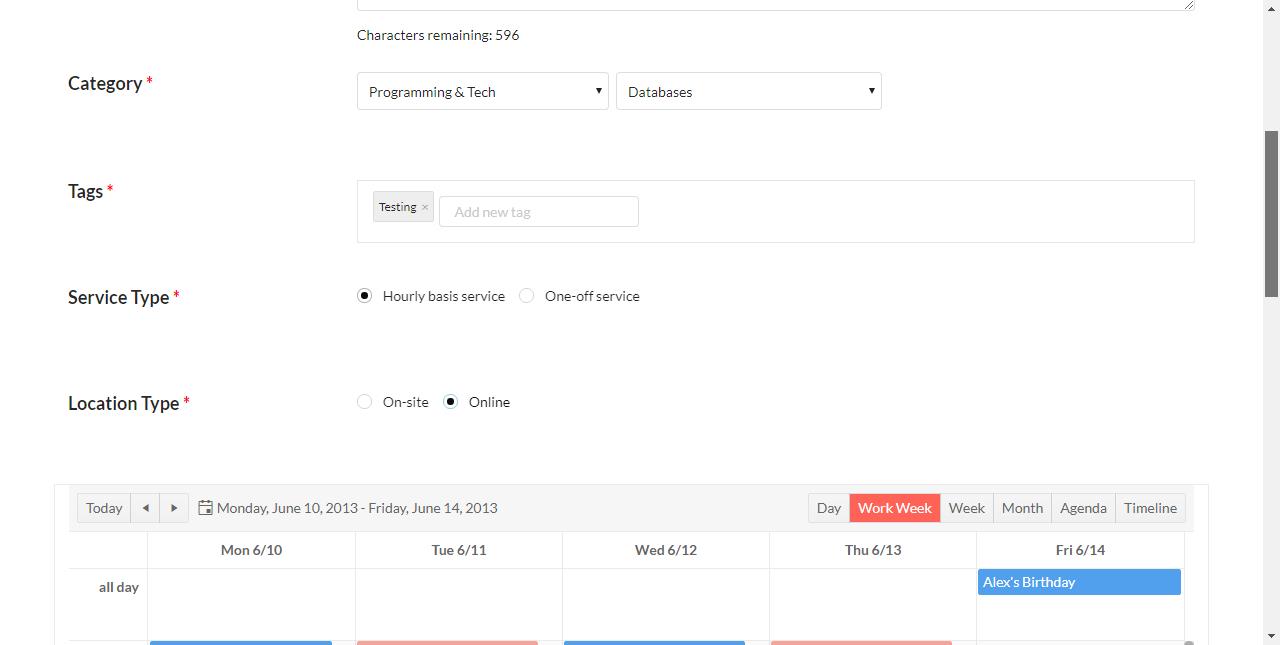 Characters remaining: 596
Category *
Programming & Tech
Databases
Tags *
Testing ×
Add new tag
Service Type *
Hourly basis service
One-off service
Location Type *
On-site
Online
Today
Monday, June 10, 2013 - Friday, June 14, 2013
Day
Work Week
Week
Month
Agenda
Timeline
Mon 6/10
Tue 6/11
Wed 6/12
Thu 6/13
Fri 6/14
all day
Alex's Birthday